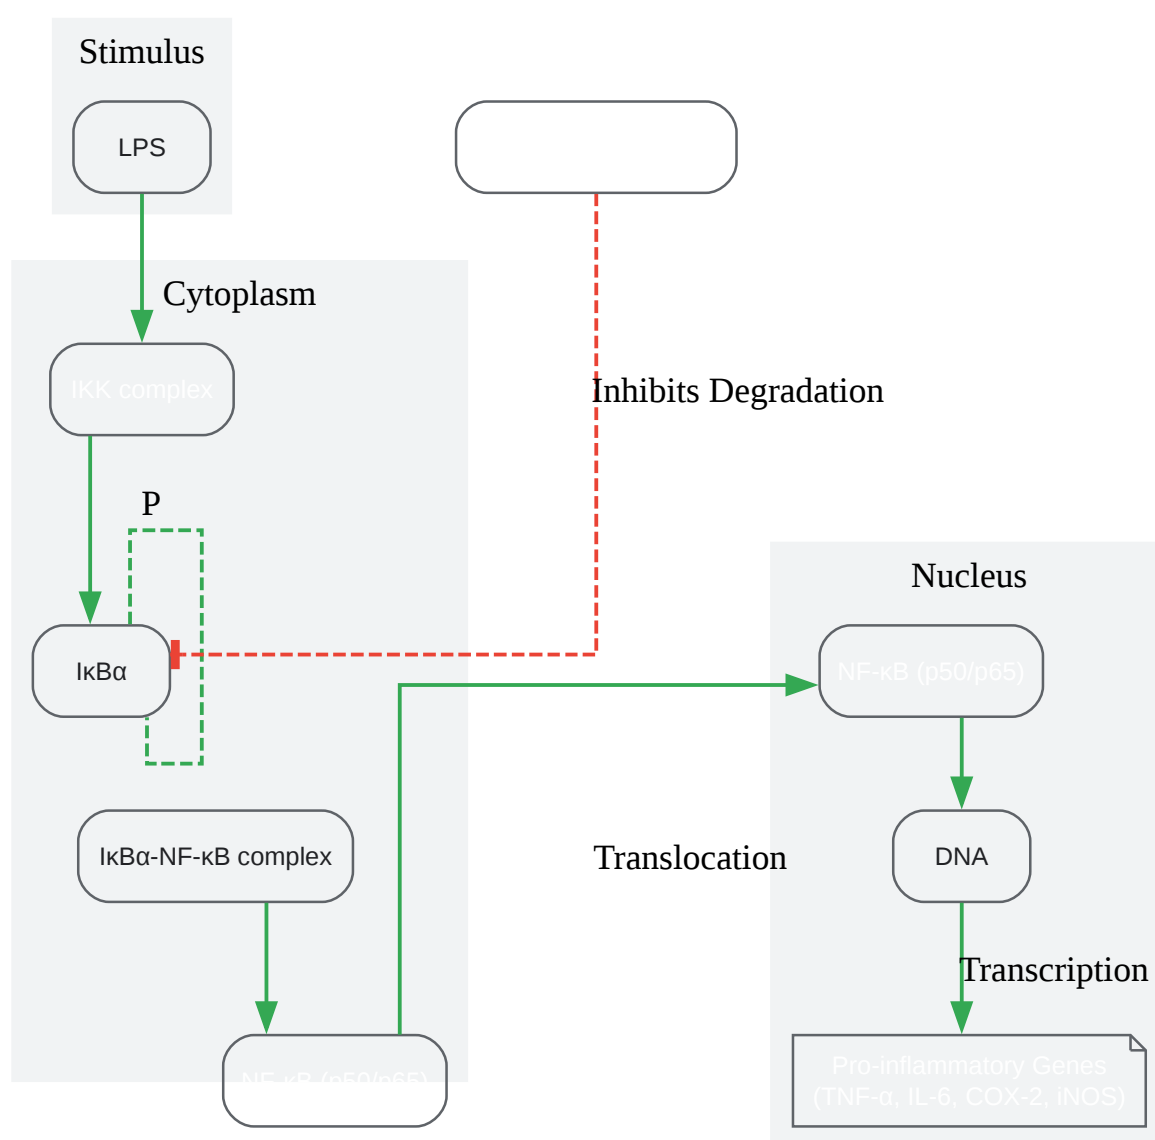 Stimulus
LPS
Cytoplasm
IKK complex
Inhibits Degradation
P
Nucleus
IκBα
NF-κB (p50/p65)
IκBα-NF-κB complex
Translocation
DNA
Transcription
NF-κB (p50/p65)
Pro-inflammatory Genes
(TNF-α, IL-6, COX-2, iNOS)